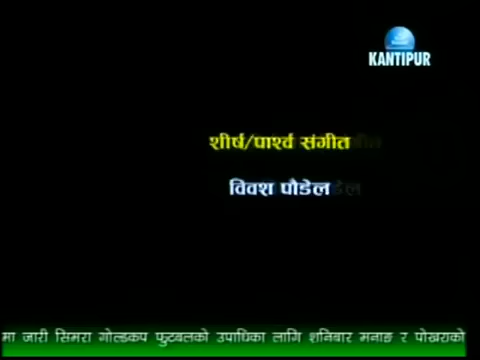 KANTIPUR
शीर्ष/पार्श्व संगीत
विवश पौडेल
मा जारी सिमरा गोल्डकप फुटबलको उपाधिका लागि शनिबार मनाङ र पोखराको